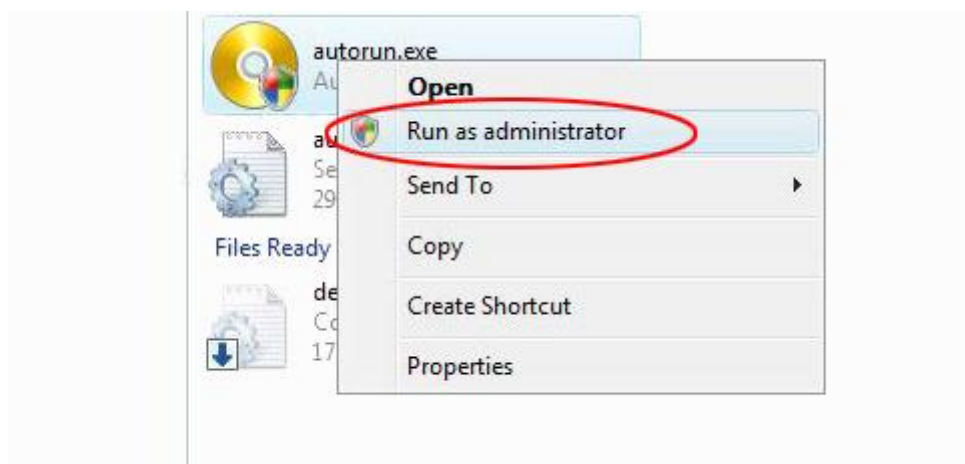 autorun.exe
Open
Run as administrator
Send To
Copy
Files Ready
Create Shortcut
Properties